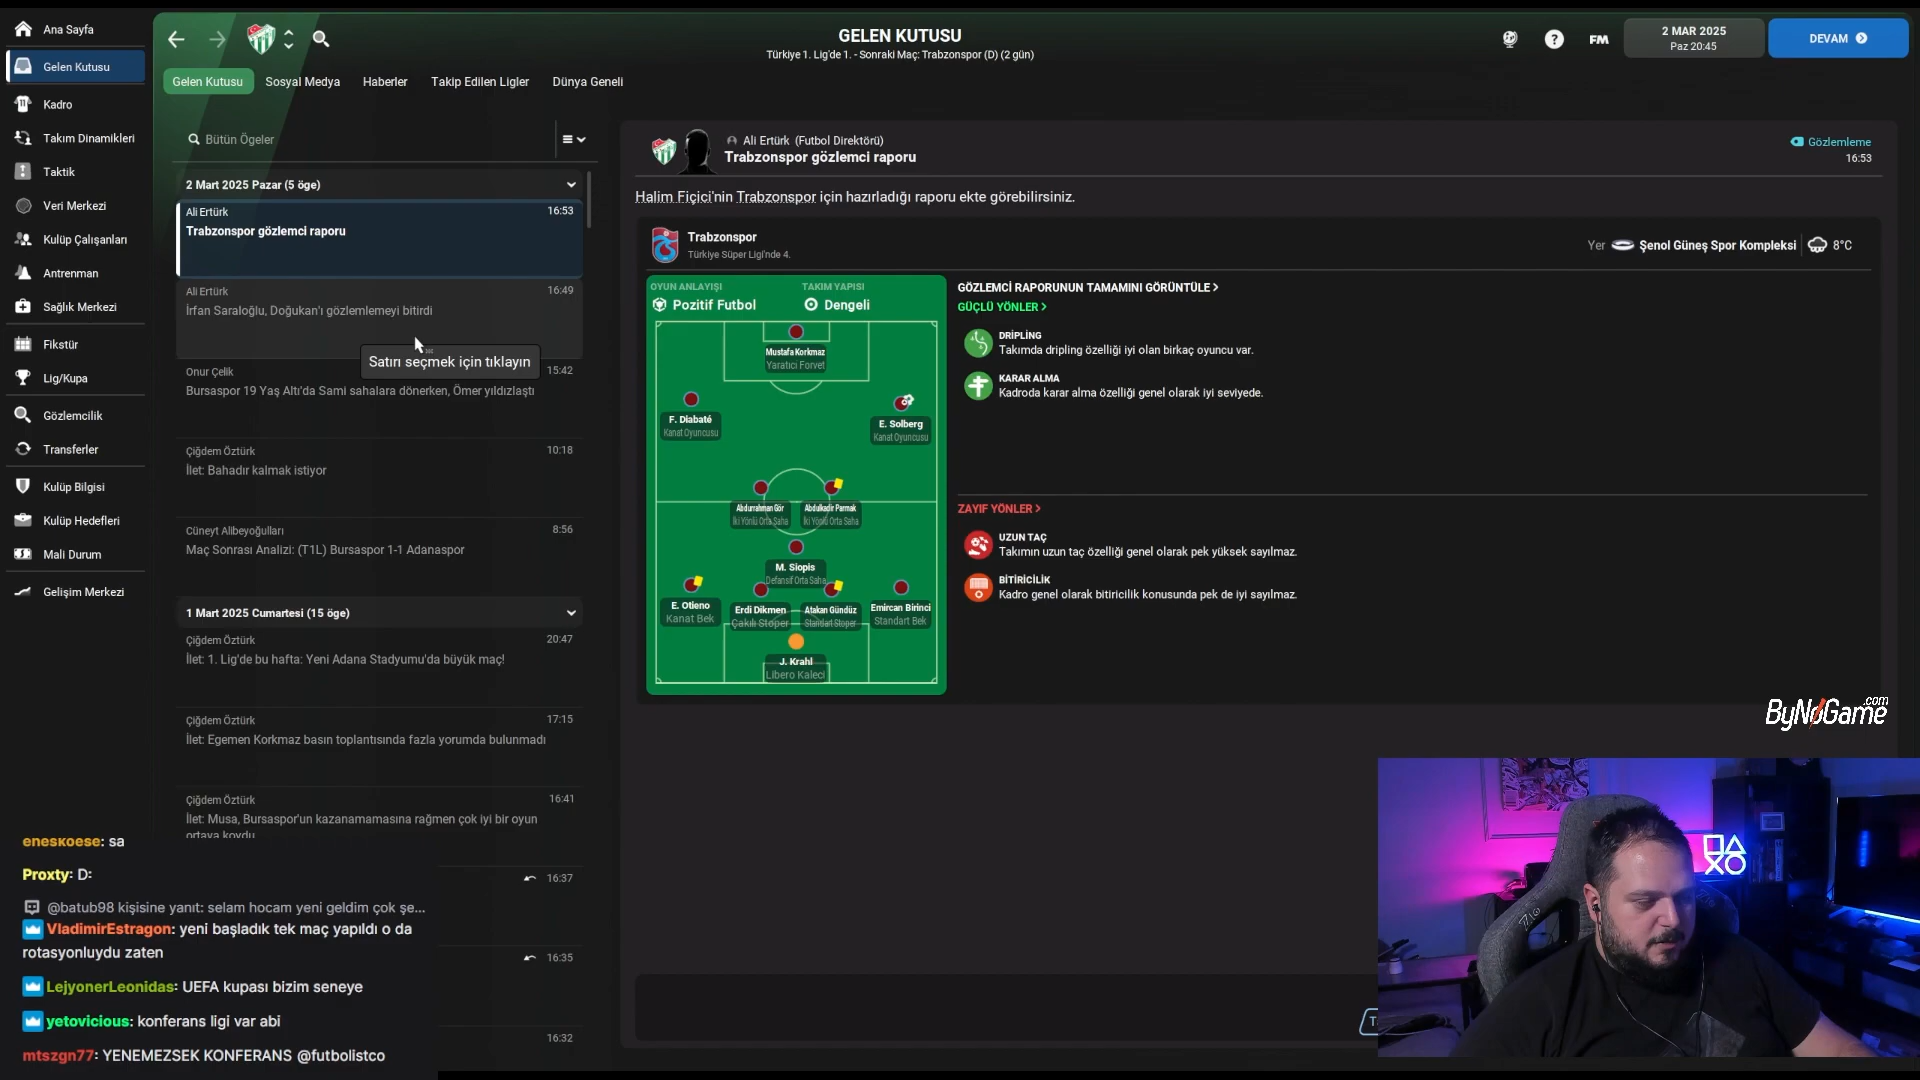 Ana Sayfa
Gelen Kutusu
Kadro
Takım Dinamikleri
Taktik
Veri Merkezi
Kulüp Çalışanları
Antrenman
Sağlık Merkezi
Fikstür
Lig/Kupa
Gözlemcilik
Transferler
Kulüp Bilgisi
Kulüp Hedefleri
Mali Durum
Gelişim Merkezi
GELEN KUTUSU
Türkiye 1. Lig'de 1. - Sonraki Maç: Trabzonspor (D) (2 gün)
FM
2 MAR 2025
Paz 20:45
DEVAM
Gelen Kutusu
Sosyal Medya
Haberler
Takip Edilen Ligler
Dünya Geneli
Bütün Ögeler
2 Mart 2025 Pazar (5 öge)
Ali Ertürk 16:53
Trabzonspor gözlemci raporu
Ali Ertürk 16:49
İrfan Saraloğlu, Doğukan'ı gözlemlemeyi bitirdi
Satırı seçmek için tıklayın
Onur Çelik 15:42
Bursaspor 19 Yaş Altı'da Sami sahalara dönerken, Ömer yıldızlaştı
Çiğdem Öztürk 10:18
İlet: Bahadır kalmak istiyor
Cüneyt Alibeyoğulları 8:56
Maç Sonrası Analizi: (T1L) Bursaspor 1-1 Adanaspor
1 Mart 2025 Cumartesi (15 öge)
Çiğdem Öztürk 20:47
İlet: 1. Lig'de bu hafta: Yeni Adana Stadyumu'da büyük maç!
Çiğdem Öztürk 17:15
İlet: Egemen Korkmaz basın toplantısında fazla yorumda bulunmadı
Çiğdem Öztürk 16:41
İlet: Musa, Bursaspor'un kazanamamasına rağmen çok iyi bir oyun
ortaya koydu
16:37
16:35
16:32
eneskoese: sa
Proxty: D:
@batub98 kişisine yanıt: selam hocam yeni geldim çok şe...
VladimirEstragon: yeni başladık tek maç yapıldı o da
rotasyonluydu zaten
LejyonerLeonidas: UEFA kupası bizim seneye
yetovicious: konferans ligi var abi
mtszgn77: YENEMEZSEK KONFERANS @futbolistco
Ali Ertürk (Futbol Direktörü)
Trabzonspor gözlemci raporu
Gözlemleme
16:53
Halim Fiçici'nin Trabzonspor için hazırladığı raporu ekte görebilirsiniz.
Trabzonspor
Türkiye Süper Ligi'nde 4.
Yer Şenol Güneş Spor Kompleksi 8°C
OYUN ANLAYIŞI
Pozitif Futbol
TAKIM YAPISI
Dengeli
Mustafa Korkmaz
Yaratıcı Forvet
F. Diabaté
Kanat Oyuncusu
E. Solberg
Kanat Oyuncusu
Abdurrahman Gör
İki Yönlü Orta Saha
Abdulkadir Parmak
İki Yönlü Orta Saha
M. Siopis
Defansif Orta Saha
E. Otieno
Kanat Bek
Erdi Dikmen
Çakılı Stoper
Atakan Gündüz
Standart Stoper
Emircan Birinci
Standart Bek
J. Krahl
Libero Kaleci
GÖZLEMCİ RAPORUNUN TAMAMINI GÖRÜNTÜLE >
GÜÇLÜ YÖNLER >
DRİPLİNG
Takımda dripling özelliği iyi olan birkaç oyuncu var.
KARAR ALMA
Kadroda karar alma özelliği genel olarak iyi seviyede.
ZAYIF YÖNLER >
UZUN TAÇ
Takımın uzun taç özelliği genel olarak pek yüksek sayılmaz.
BİTİRİCİLİK
Kadro genel olarak bitiricilik konusunda pek de iyi sayılmaz.
ByNoGame.com